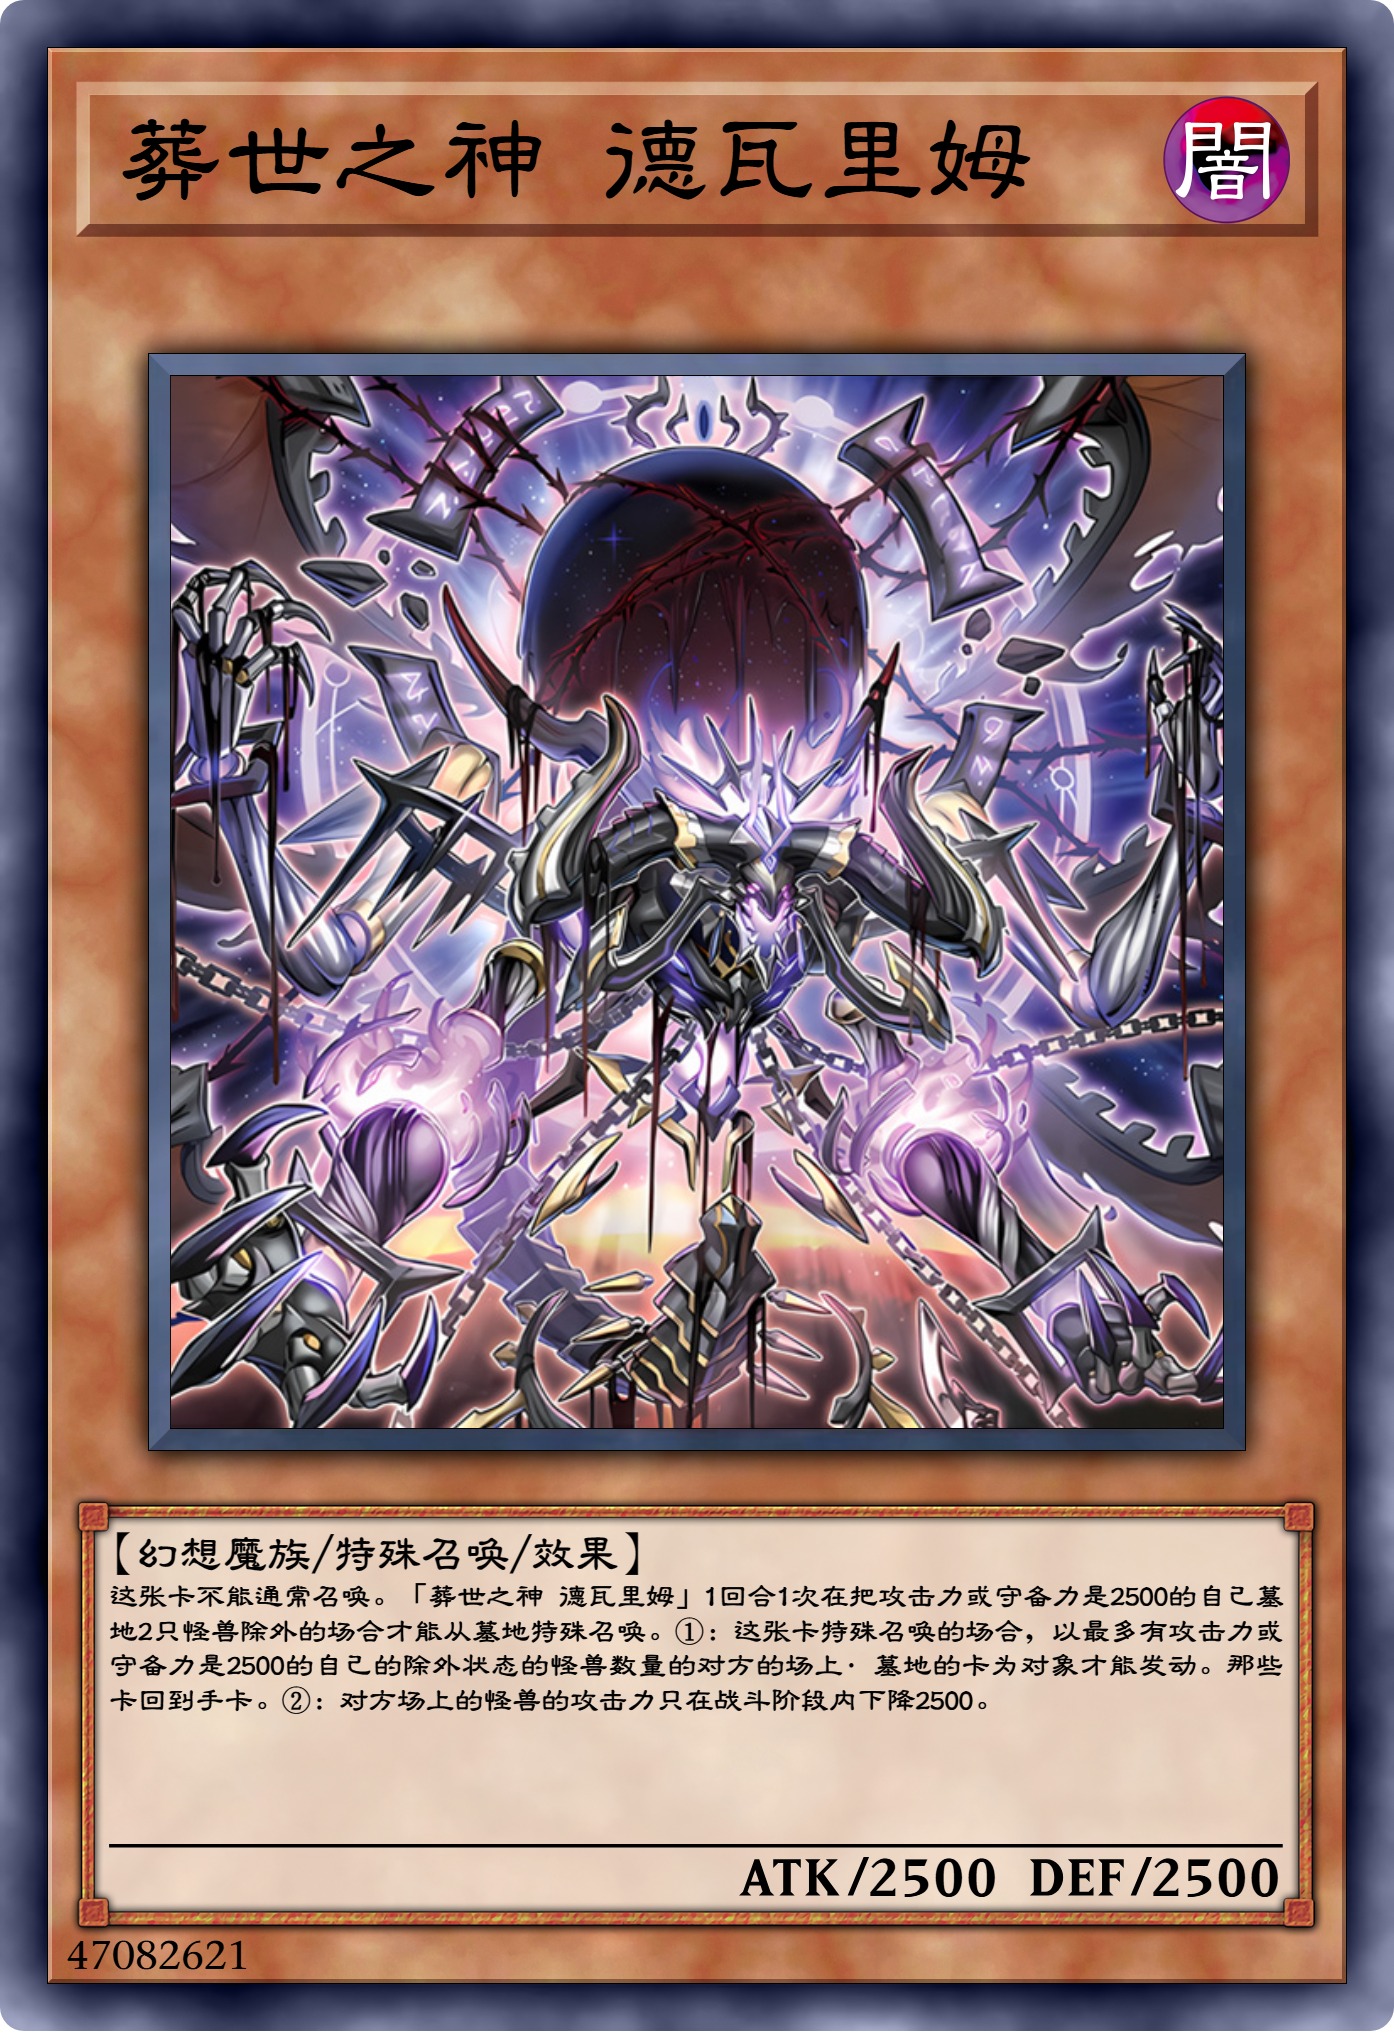 葬世之神 德瓦里姆
闇
【幻想魔族/特殊召唤/效果】
这张卡不能通常召唤。「葬世之神 德瓦里姆」1回合1次在把攻击力或守备力是2500的自己墓
地2只怪兽除外的场合才能从墓地特殊召唤。①：这张卡特殊召唤的场合，以最多有攻击力或
守备力是2500的自己的除外状态的怪兽数量的对方的场上·墓地的卡为对象才能发动。那些
卡回到手卡。②：对方场上的怪兽的攻击力只在战斗阶段内下降2500。
ATK/2500 DEF/2500
47082621